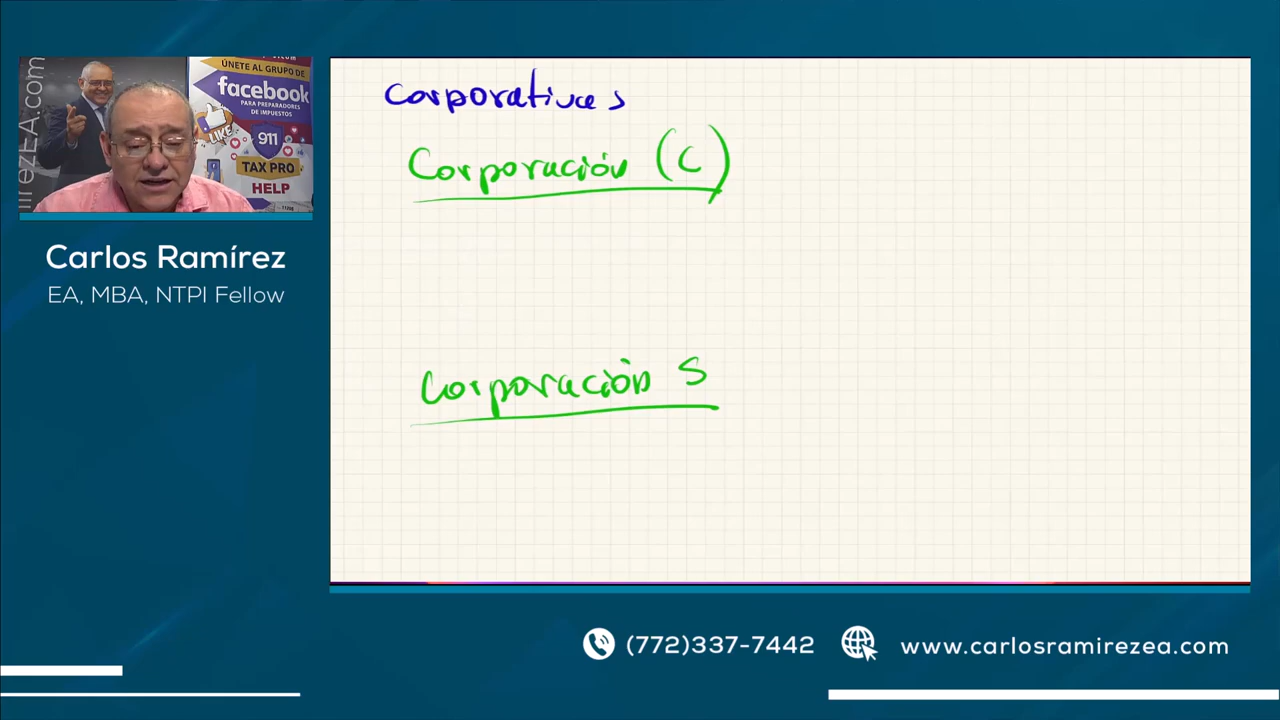 irezEA.com
ÚNETE AL GRUPO DE
facebook
PARA PREPARADORES
DE IMPUESTOS
LIKE
911
TAX PRO
HELP
Carlos Ramírez
EA, MBA, NTPI Fellow
corporativas
Corporación (C)
Corporación S
(772)337-7442
www.carlosramirezea.com